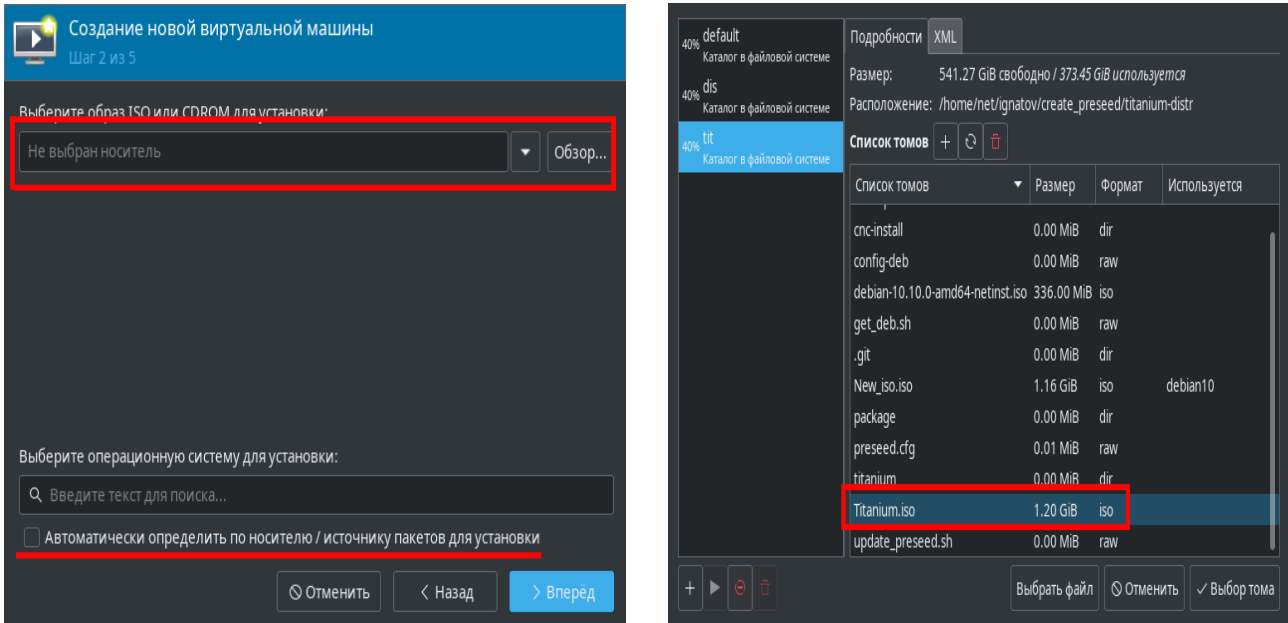 Создание новой виртуальной машины
Шаг 2 из 5
Выберите образ ISO или CDROM для установки:
Не выбран носитель
Обзор...
Выберите операционную систему для установки:
Введите текст для поиска...
Автоматически определить по носителю / источнику пакетов для установки
Отменить
Назад
Вперёд
40% default
Каталог в файловой системе
40% dis
Каталог в файловой системе
40% tit
Каталог в файловой системе
Подробности XML
Размер: 541.27 GiB свободно / 373.45 GiB используется
Расположение: /home/net/ignatov/create_preseed/titanium-distr
Список томов
Список томов Размер Формат Используется
cnc-install 0.00 MiB dir
config-deb 0.00 MiB raw
debian-10.10.0-amd64-netinst.iso 336.00 MiB iso
get_deb.sh 0.00 MiB raw
.git 0.00 MiB dir
New_iso.iso 1.16 GiB iso debian10
package 0.00 MiB dir
preseed.cfg 0.01 MiB raw
titanium 0.00 MiB dir
Titanium.iso 1.20 GiB iso
update_preseed.sh 0.00 MiB raw
Выбрать файл
Отменить
Выбор тома